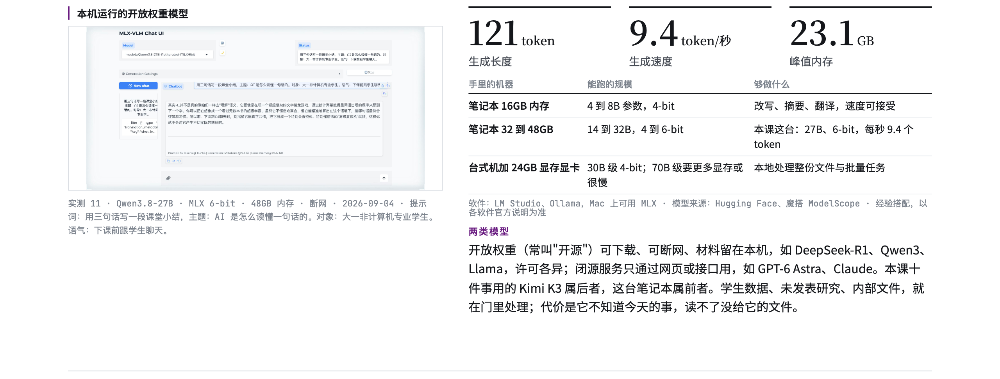 本机运行的开放权重模型
MLX-VLM Chat UI
Model
models/Qwen3.8-27B-Abliterated-MLX/6bit
Status
用三句话写一段课堂小结，主题：AI 是怎么读懂一句话的。对
象：大一非计算机专业学生。语气：下课前跟学生聊天。
Generation Settings
Stop
New chat
Chatbot
用三句话写一段课堂小结，主题：AI 是怎么读懂一句话的。对象：大一非计算机专业学生。语气：下课前跟学生聊天
用三句话写一段课堂小结
主题：AI 是怎么读懂一
话的。对象：大一非计算
专业学...
__i18n__{"__type__"
"translation_metadat
"key": "chat_in...
其实AI并不是真的像咱们一样去"理解"语义，它更像是在玩一个超级复杂的文字接龙游戏，通过统计海量数据里词语出现的概率来预测
下一个字。你可以把它想象成一个看过无数本书的超级学霸，虽然它不懂悲欢离合，但它能精准地算出在这个语境下，接哪句话最符合
逻辑和习惯。所以啊，下次跟AI聊天时，别指望它能真正共情，把它当成一个特别会查资料、特别懂语法的"高级复读机"就好，这样你
就不会对它产生不切实际的期待啦。
Prompt: 45 tokens @ 13.7 t/s | Generation: 121 tokens @ 9.4 t/s | Peak memory: 23.12 GB
实测 11 · Qwen3.8-27B · MLX 6-bit · 48GB 内存 · 断网 · 2026-09-04 · 提示
词：用三句话写一段课堂小结，主题：AI 是怎么读懂一句话的。对象：大一非计算机专业学生。
语气：下课前跟学生聊天。
121 token
生成长度
9.4 token/秒
生成速度
23.1 GB
峰值内存
手里的机器 能跑的规模 够做什么
笔记本 16GB 内存 4 到 8B 参数，4-bit 改写、摘要、翻译，速度可接受
笔记本 32 到 48GB 14 到 32B，4 到 6-bit 本课这台：27B、6-bit，每秒 9.4 个
token
台式机加 24GB 显存显卡 30B 级 4-bit；70B 级要更多显存或 本地处理整份文件与批量任务
很慢
软件：LM Studio、Ollama，Mac 上可用 MLX · 模型来源：Hugging Face、魔搭 ModelScope · 经验搭配，以
各软件官方说明为准
两类模型
开放权重（常叫"开源"）可下载、可断网、材料留在本机，如 DeepSeek-R1、Qwen3、
Llama，许可各异；闭源服务只通过网页或接口用，如 GPT-6 Astra、Claude。本课十
件事用的 Kimi K3 属后者，这台笔记本属前者。学生数据、未发表研究、内部文件，就
在门里处理；代价是它不知道今天的事，读不了没给它的文件。